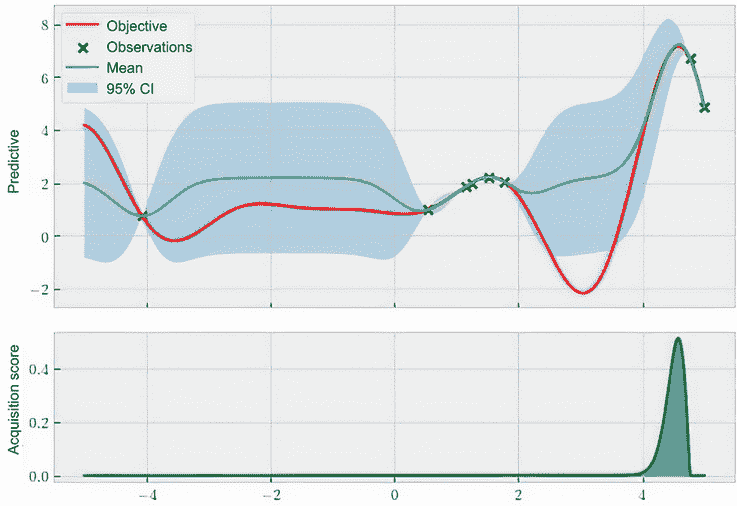 8
6
4
2
0
−2
Predictive
Objective
Observations
Mean
95% CI
0.4
0.2
0.0
Acquisition score
−4
−2
0
2
4